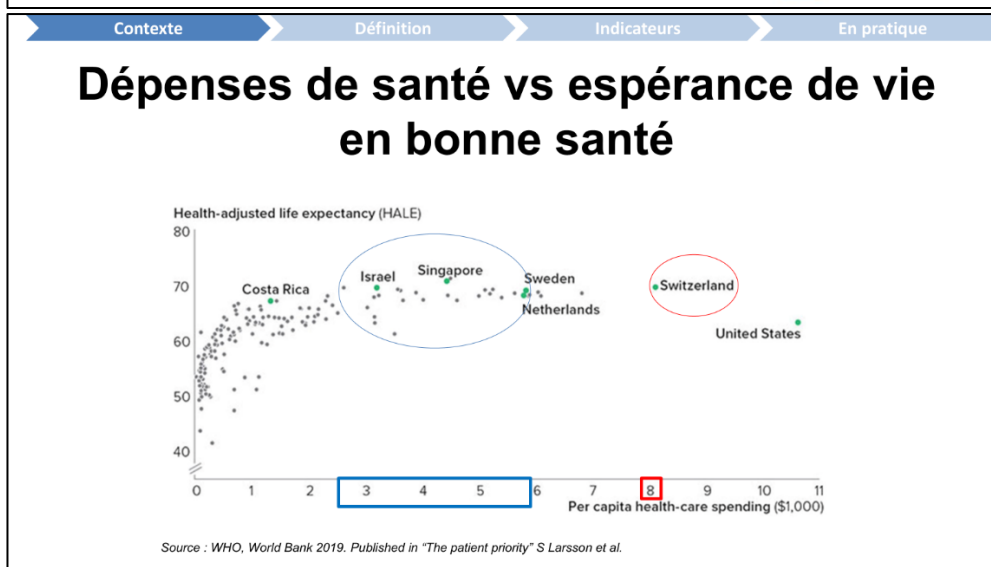 Contexte
Définition
Indicateurs
En pratique
Dépenses de santé vs espérance de vie
en bonne santé
Health-adjusted life expectancy (HALE)
80
70
60
50
40
Costa Rica
Israel
Singapore
Sweden
Netherlands
Switzerland
United States
0 1 2 3 4 5 6 7 8 9 10 11
Per capita health-care spending ($1,000)
Source : WHO, World Bank 2019. Published in “The patient priority” S Larsson et al.